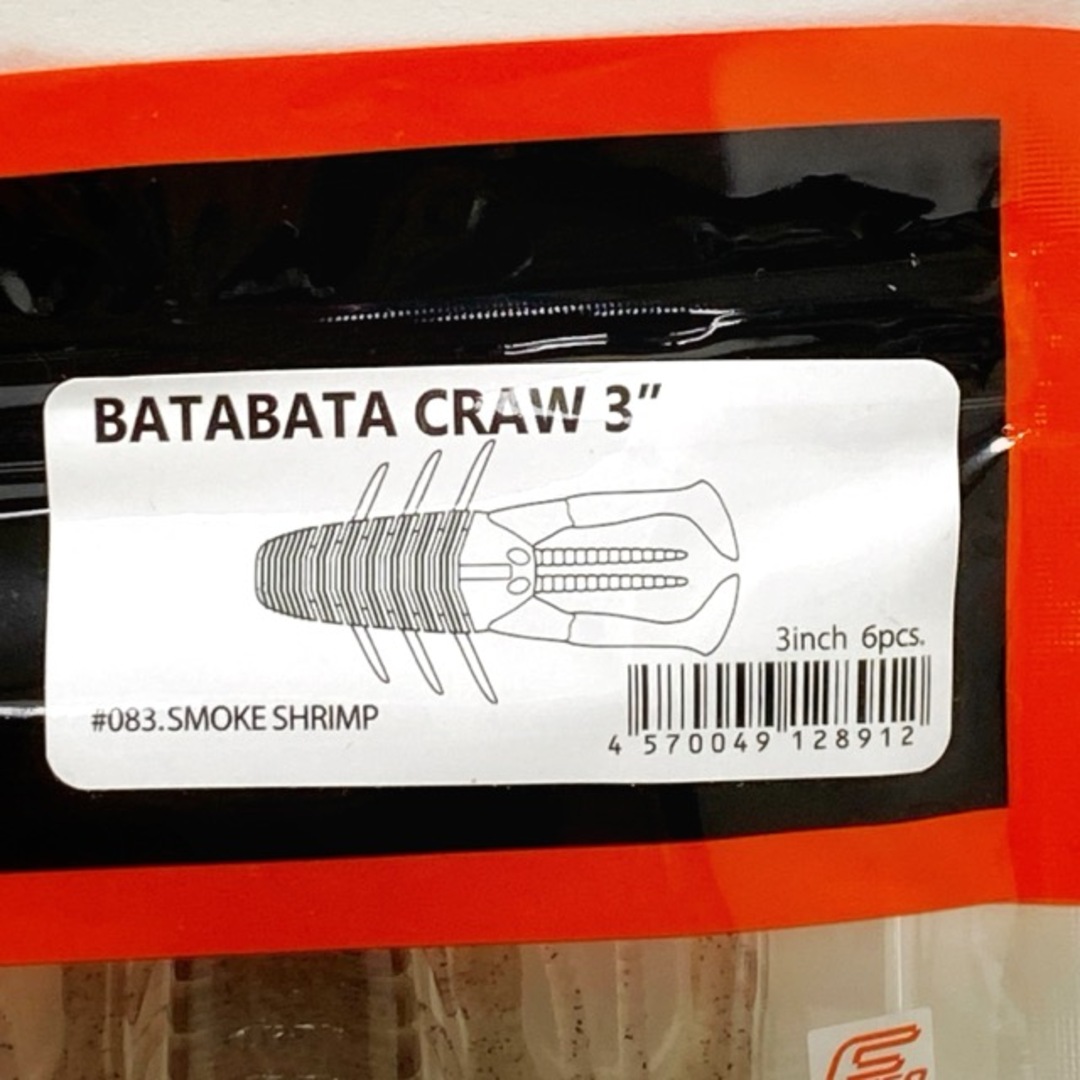 BATABATA CRAW 3"
3inch 6pcs.
#083.SMOKE SHRIMP
4 570049 128912